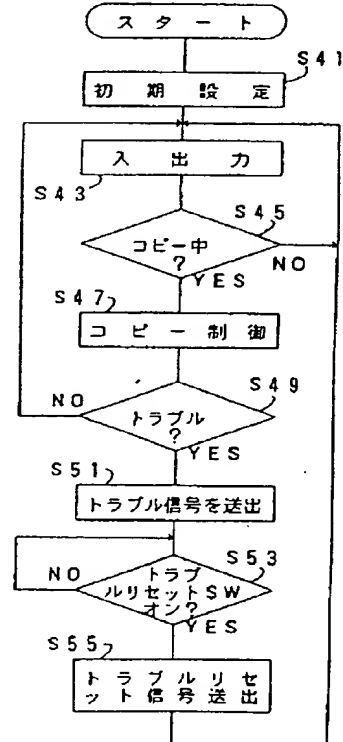 スタート
S41
初期設定
入出力
S43
S45
コピー中
?
NO
YES
S47
コピー制御
S49
NO
トラブル
?
YES
S51
トラブル信号を送出
S53
NO
トラブ
ルリセットSW
オン?
YES
S55
トラブルリセ
ット信号送出